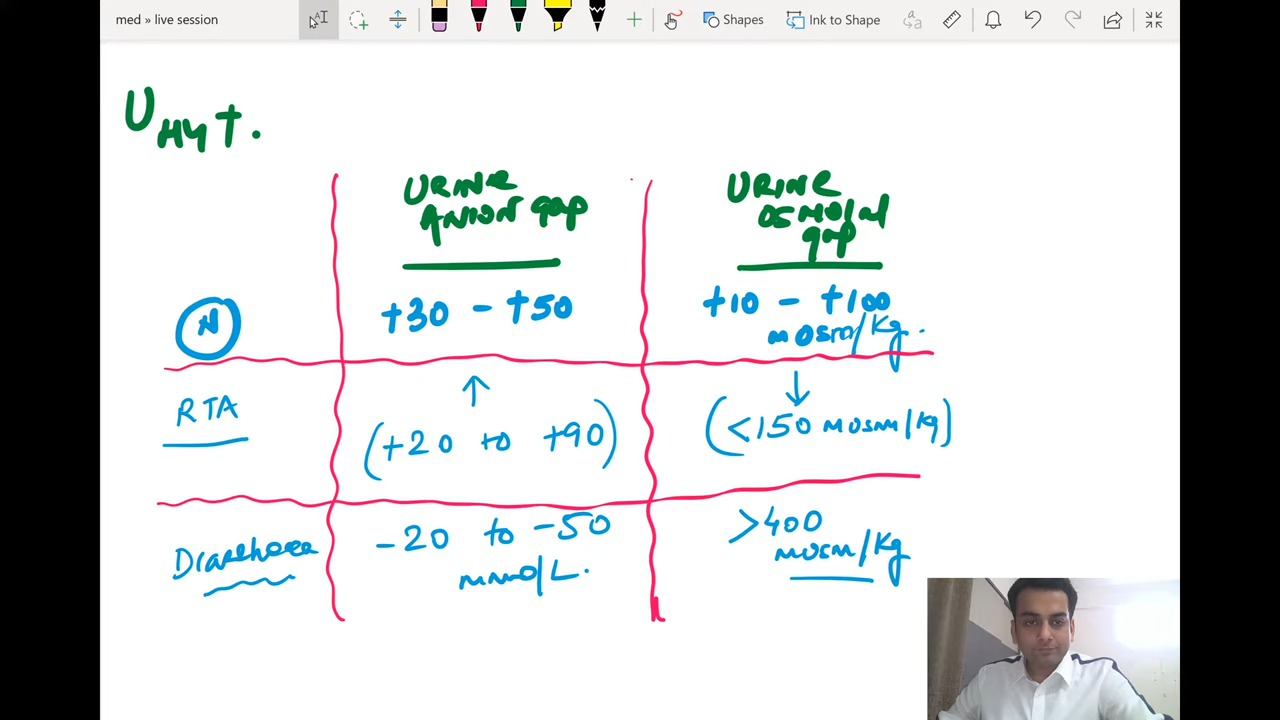 med » live session
Shapes
Ink to Shape
U NH4+.
URINE
ANION gap
URINE
OSMOlal
gap
N
+30 - +50
+10 - +100
mosm/Kg.
RTA
↑
(+20 to +90)
↓
(<150 mosm/Kg)
Diarrhoea
-20 to -50
mmol/L.
>400
mosm/Kg